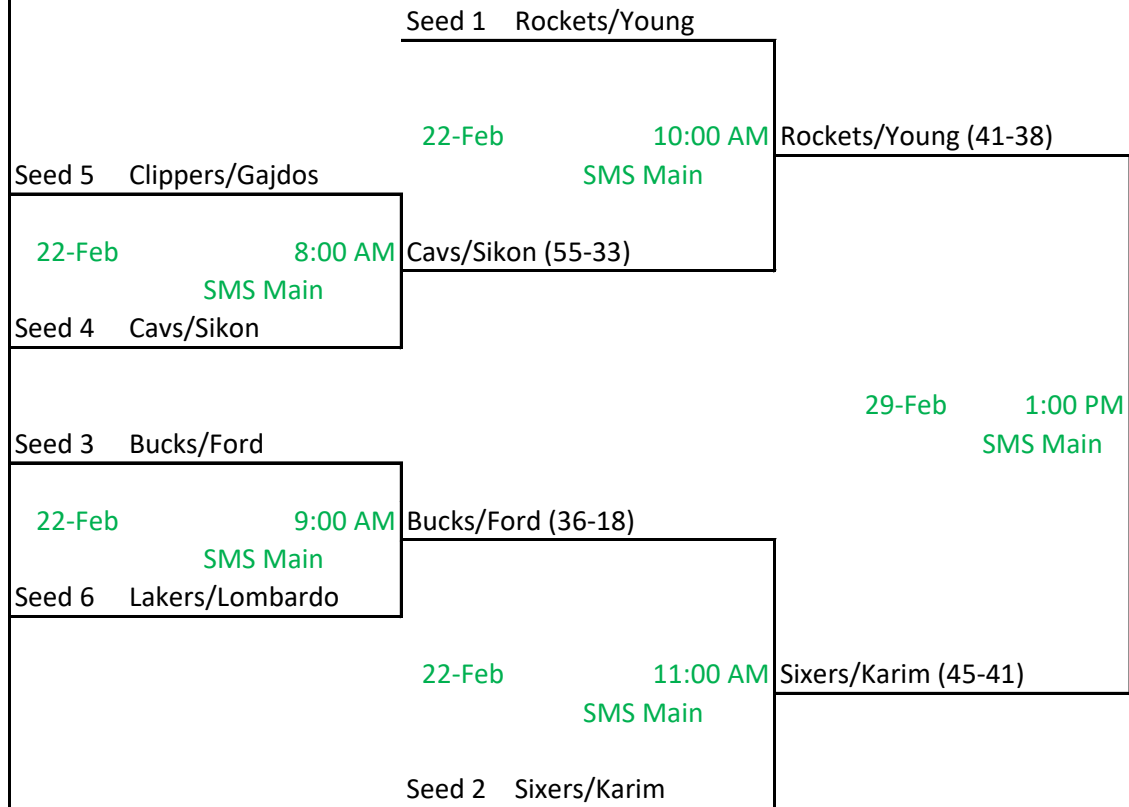 Seed 1 Rockets/Young
22-Feb 10:00 AM Rockets/Young (41-38)
Seed 5 Clippers/Gajdos SMS Main
22-Feb 8:00 AM Cavs/Sikon (55-33)
SMS Main
Seed 4 Cavs/Sikon
29-Feb 1:00 PM
Seed 3 Bucks/Ford SMS Main
22-Feb 9:00 AM Bucks/Ford (36-18)
SMS Main
Seed 6 Lakers/Lombardo
22-Feb 11:00 AM Sixers/Karim (45-41)
SMS Main
Seed 2 Sixers/Karim